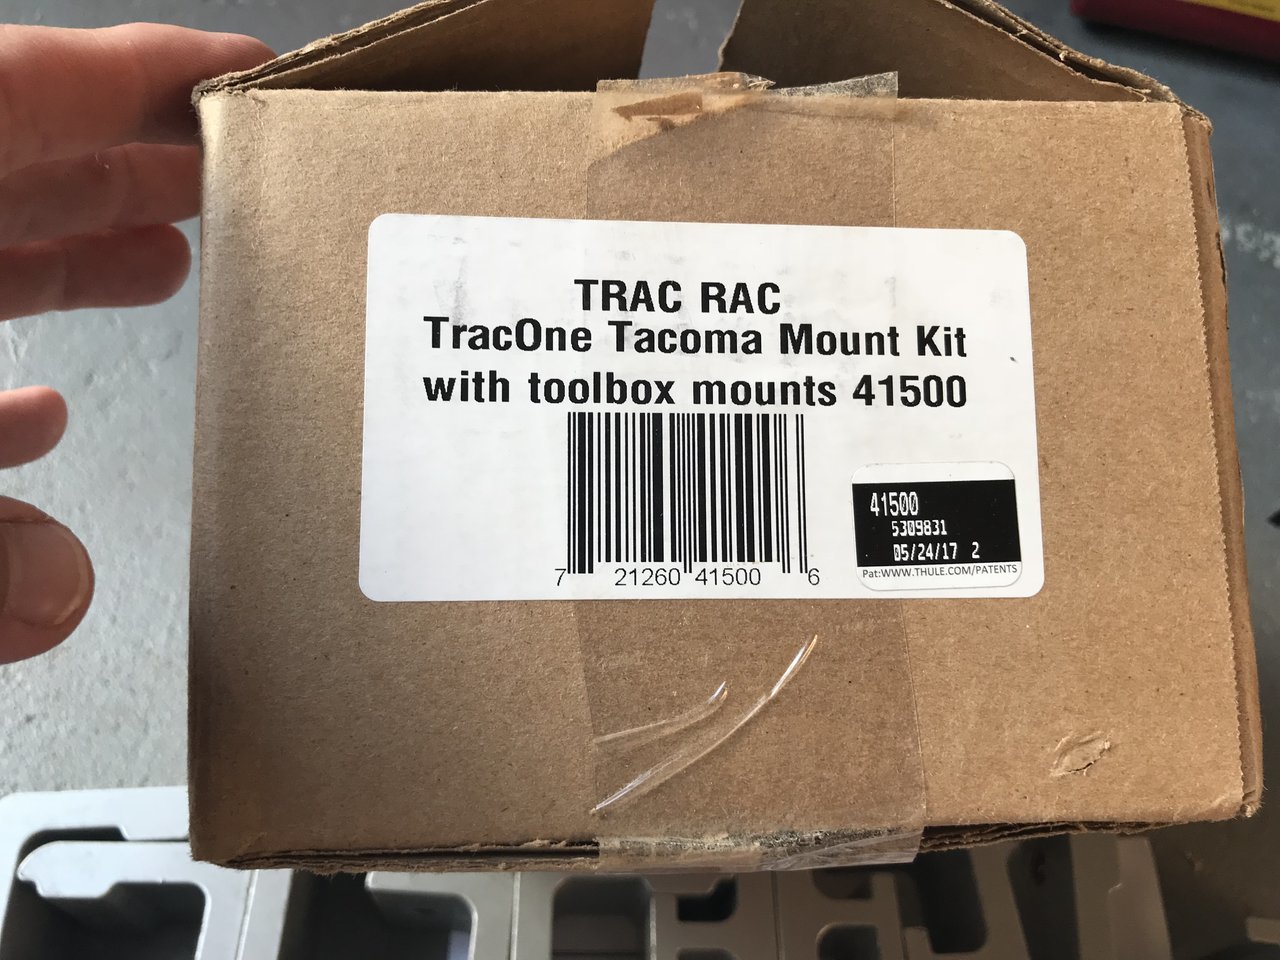 TRAC RAC
TracOne Tacoma Mount Kit
with toolbox mounts 41500
7 21260 41500 6
41500
5309831
05/24/17 2
Pat:WWW.THULE.COM/PATENTS